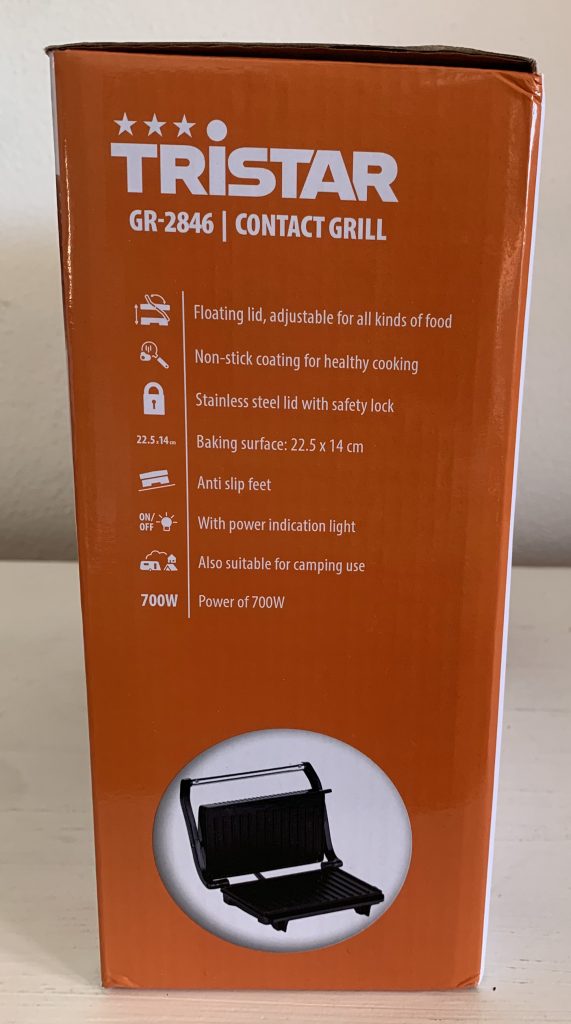 TRISTAR
GR-2846 | CONTACT GRILL
Floating lid, adjustable for all kinds of food
Non-stick coating for healthy cooking
Stainless steel lid with safety lock
22.5x14cm Baking surface: 22.5 x 14 cm
Anti slip feet
ON/
OFF With power indication light
Also suitable for camping use
700W Power of 700W